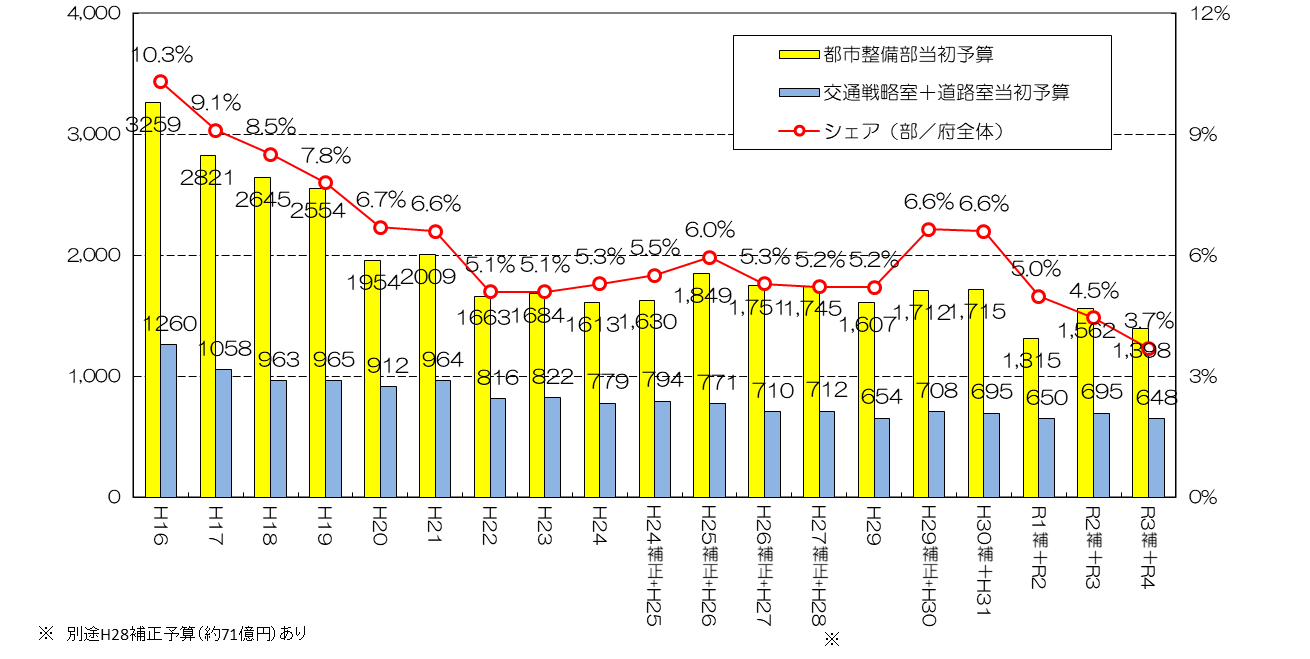 4,000
3,000
2,000
1,000
0
12%
9%
6%
3%
0%
都市整備部当初予算
交通戦略室＋道路室当初予算
シェア（部／府全体）
10.3%
9.1%
8.5%
7.8%
6.7%
6.6%
5.1%
5.1%
5.3%
5.5%
6.0%
5.3%
5.2%
5.2%
6.6%
6.6%
5.0%
4.5%
3.7%
3259
2821
2645
2554
1954
2009
1663
1684
1613
1,630
1,849
1,751
1,745
1,607
1,712
1,715
1,315
1,562
1,398
1260
1058
963
965
912
964
816
822
779
794
771
710
712
654
708
695
650
695
648
H16
H17
H18
H19
H20
H21
H22
H23
H24
H24補正+H25
H25補正+H26
H26補正+H27
H27補正+H28
H29
H29補正+H30
H30補＋H31
R1補＋R2
R2補＋R3
R3補＋R4
※
※　別途H28補正予算（約71億円）あり